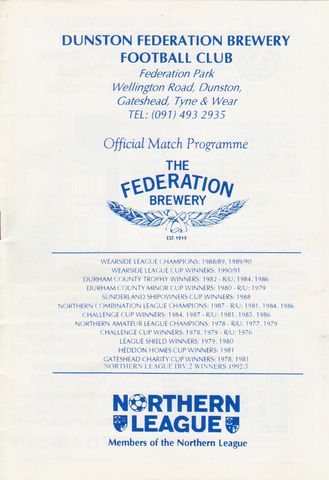 DUNSTON FEDERATION BREWERY
FOOTBALL CLUB
Federation Park
Wellington Road, Dunston,
Gateshead, Tyne & Wear
TEL: (091) 493 2935
Official Match Programme
THE
FEDERATION
BREWERY
EST. 1919
WEARSIDE LEAGUE CHAMPIONS: 1988/89, 1989/90
WEARSIDE LEAGUE CUP WINNERS: 1990/91
DURHAM COUNTY TROPHY WINNERS: 1982 - R/U: 1984, 1986
DURHAM COUNTY MINOR CUP WINNERS: 1980 - R/U: 1979
SUNDERLAND SHIPOWNERS CUP WINNERS: 1988
NORTHERN COMBINATION LEAGUE CHAMPIONS: 1987 - R/U: 1981, 1984, 1986
CHALLENGE CUP WINNERS: 1984, 1987 - R/U: 1981, 1985, 1986
NORTHERN AMATEUR LEAGUE CHAMPIONS: 1978 - R/U: 1977, 1979
CHALLENGE CUP WINNERS: 1978, 1979 - R/U: 1976
LEAGUE SHIELD WINNERS: 1979, 1980
HEDDON HOMES CUP WINNERS: 1981
GATESHEAD CHARITY CUP WINNERS: 1978, 1981
NORTHERN LEAGUE DIV.2 WINNERS 1992/3
NORTHERN
LEAGUE
Members of the Northern League